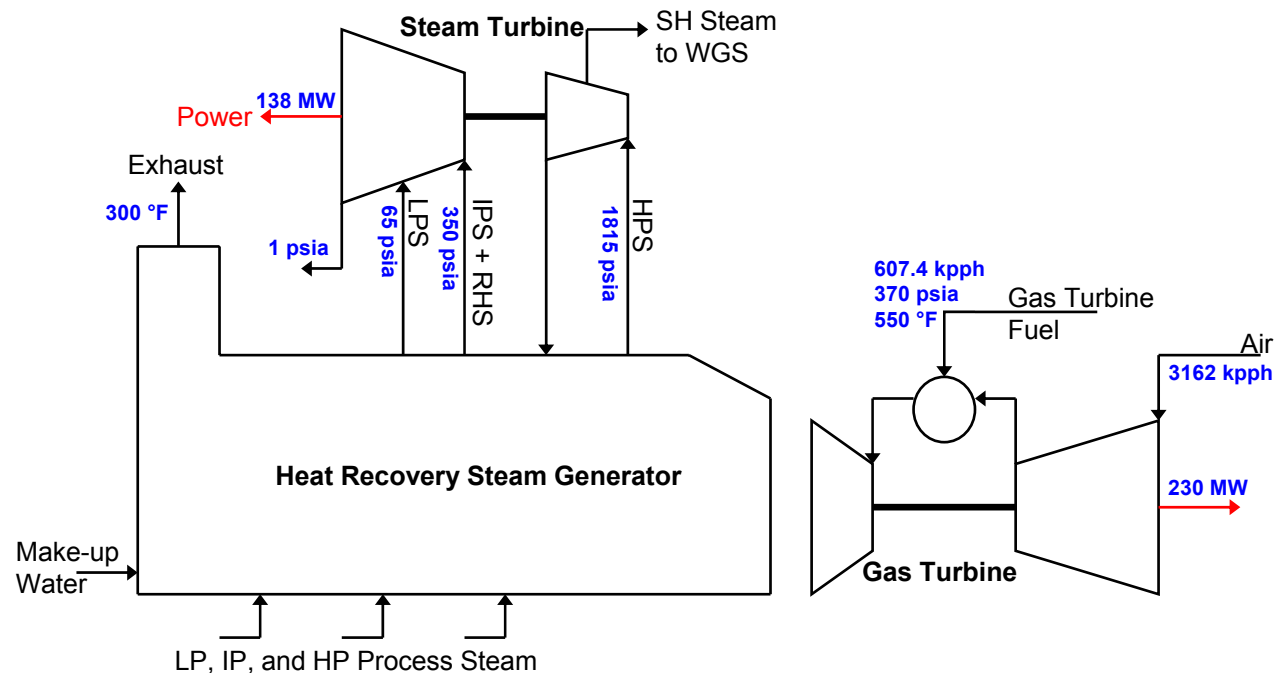 Steam Turbine
SH Steam
to WGS
138 MW
Power
Exhaust
300 °F
1 psia
LPS
65 psia
IPS + RHS
350 psia
HPS
1815 psia
607.4 kpph
370 psia
550 °F
Gas Turbine
Fuel
Air
3162 kpph
Heat Recovery Steam Generator
230 MW
Gas Turbine
Make-up
Water
LP, IP, and HP Process Steam